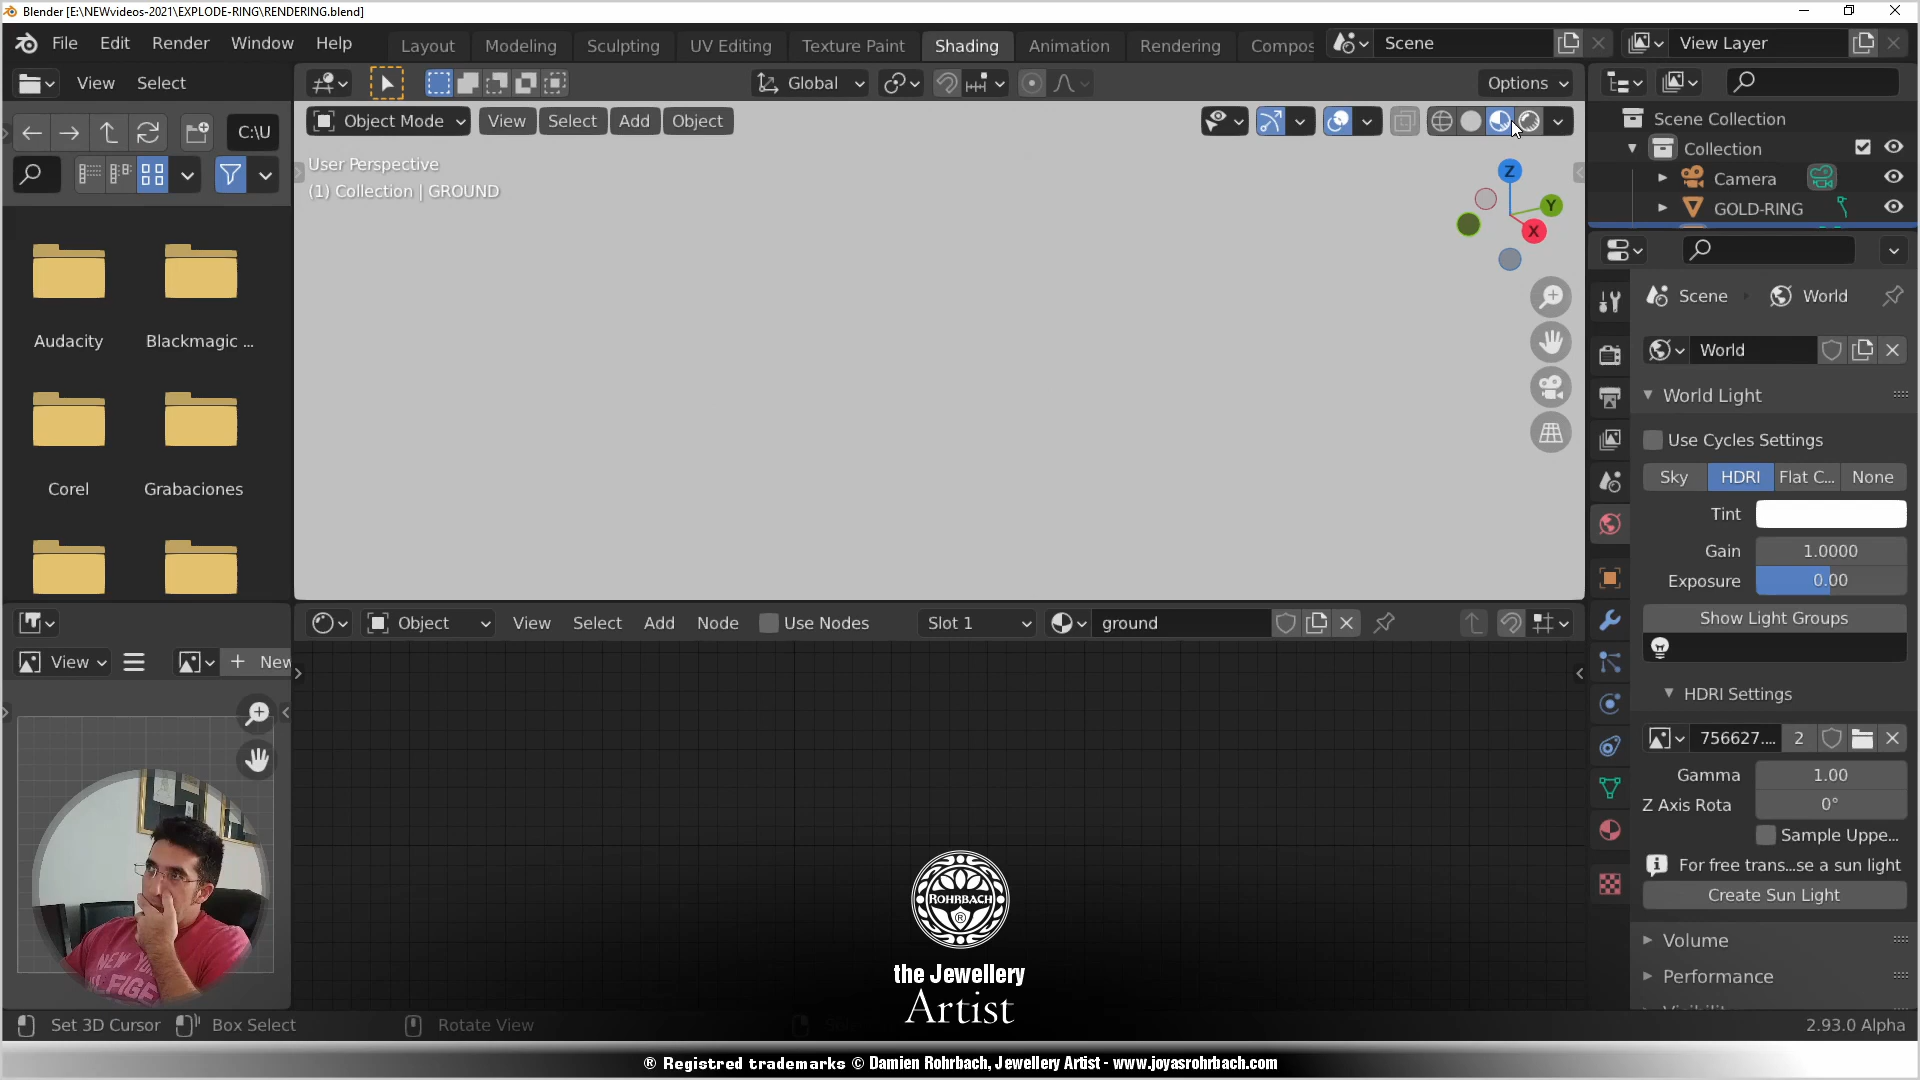 Blender [E:\NEWvideos-2021\EXPLODE-RING\RENDERING.blend]
File Edit Render Window Help
Layout Modeling Sculpting UV Editing Texture Paint Shading Animation Rendering Compos
Scene
View Layer
View Select
Global
Options
C:\U
Object Mode View Select Add Object
User Perspective
(1) Collection | GROUND
Z
Y
X
Scene Collection
Collection
Camera
GOLD-RING
Audacity
Blackmagic ...
Corel
Grabaciones
Scene World
World
World Light
Use Cycles Settings
Sky HDRI Flat C... None
Tint
Gain 1.0000
Exposure 0.00
Show Light Groups
HDRI Settings
756627.... 2
Gamma 1.00
Z Axis Rota 0°
Sample Uppe...
For free trans...se a sun light
Create Sun Light
Volume
Performance
Object View Select Add Node Use Nodes Slot 1 ground
View + New
NEW YO
LFIGE
ROHRBACH
®
the Jewellery
Artist
Set 3D Cursor Box Select Rotate View
2.93.0 Alpha
® Registred trademarks © Damien Rohrbach, Jewellery Artist - www.joyasrohrbach.com